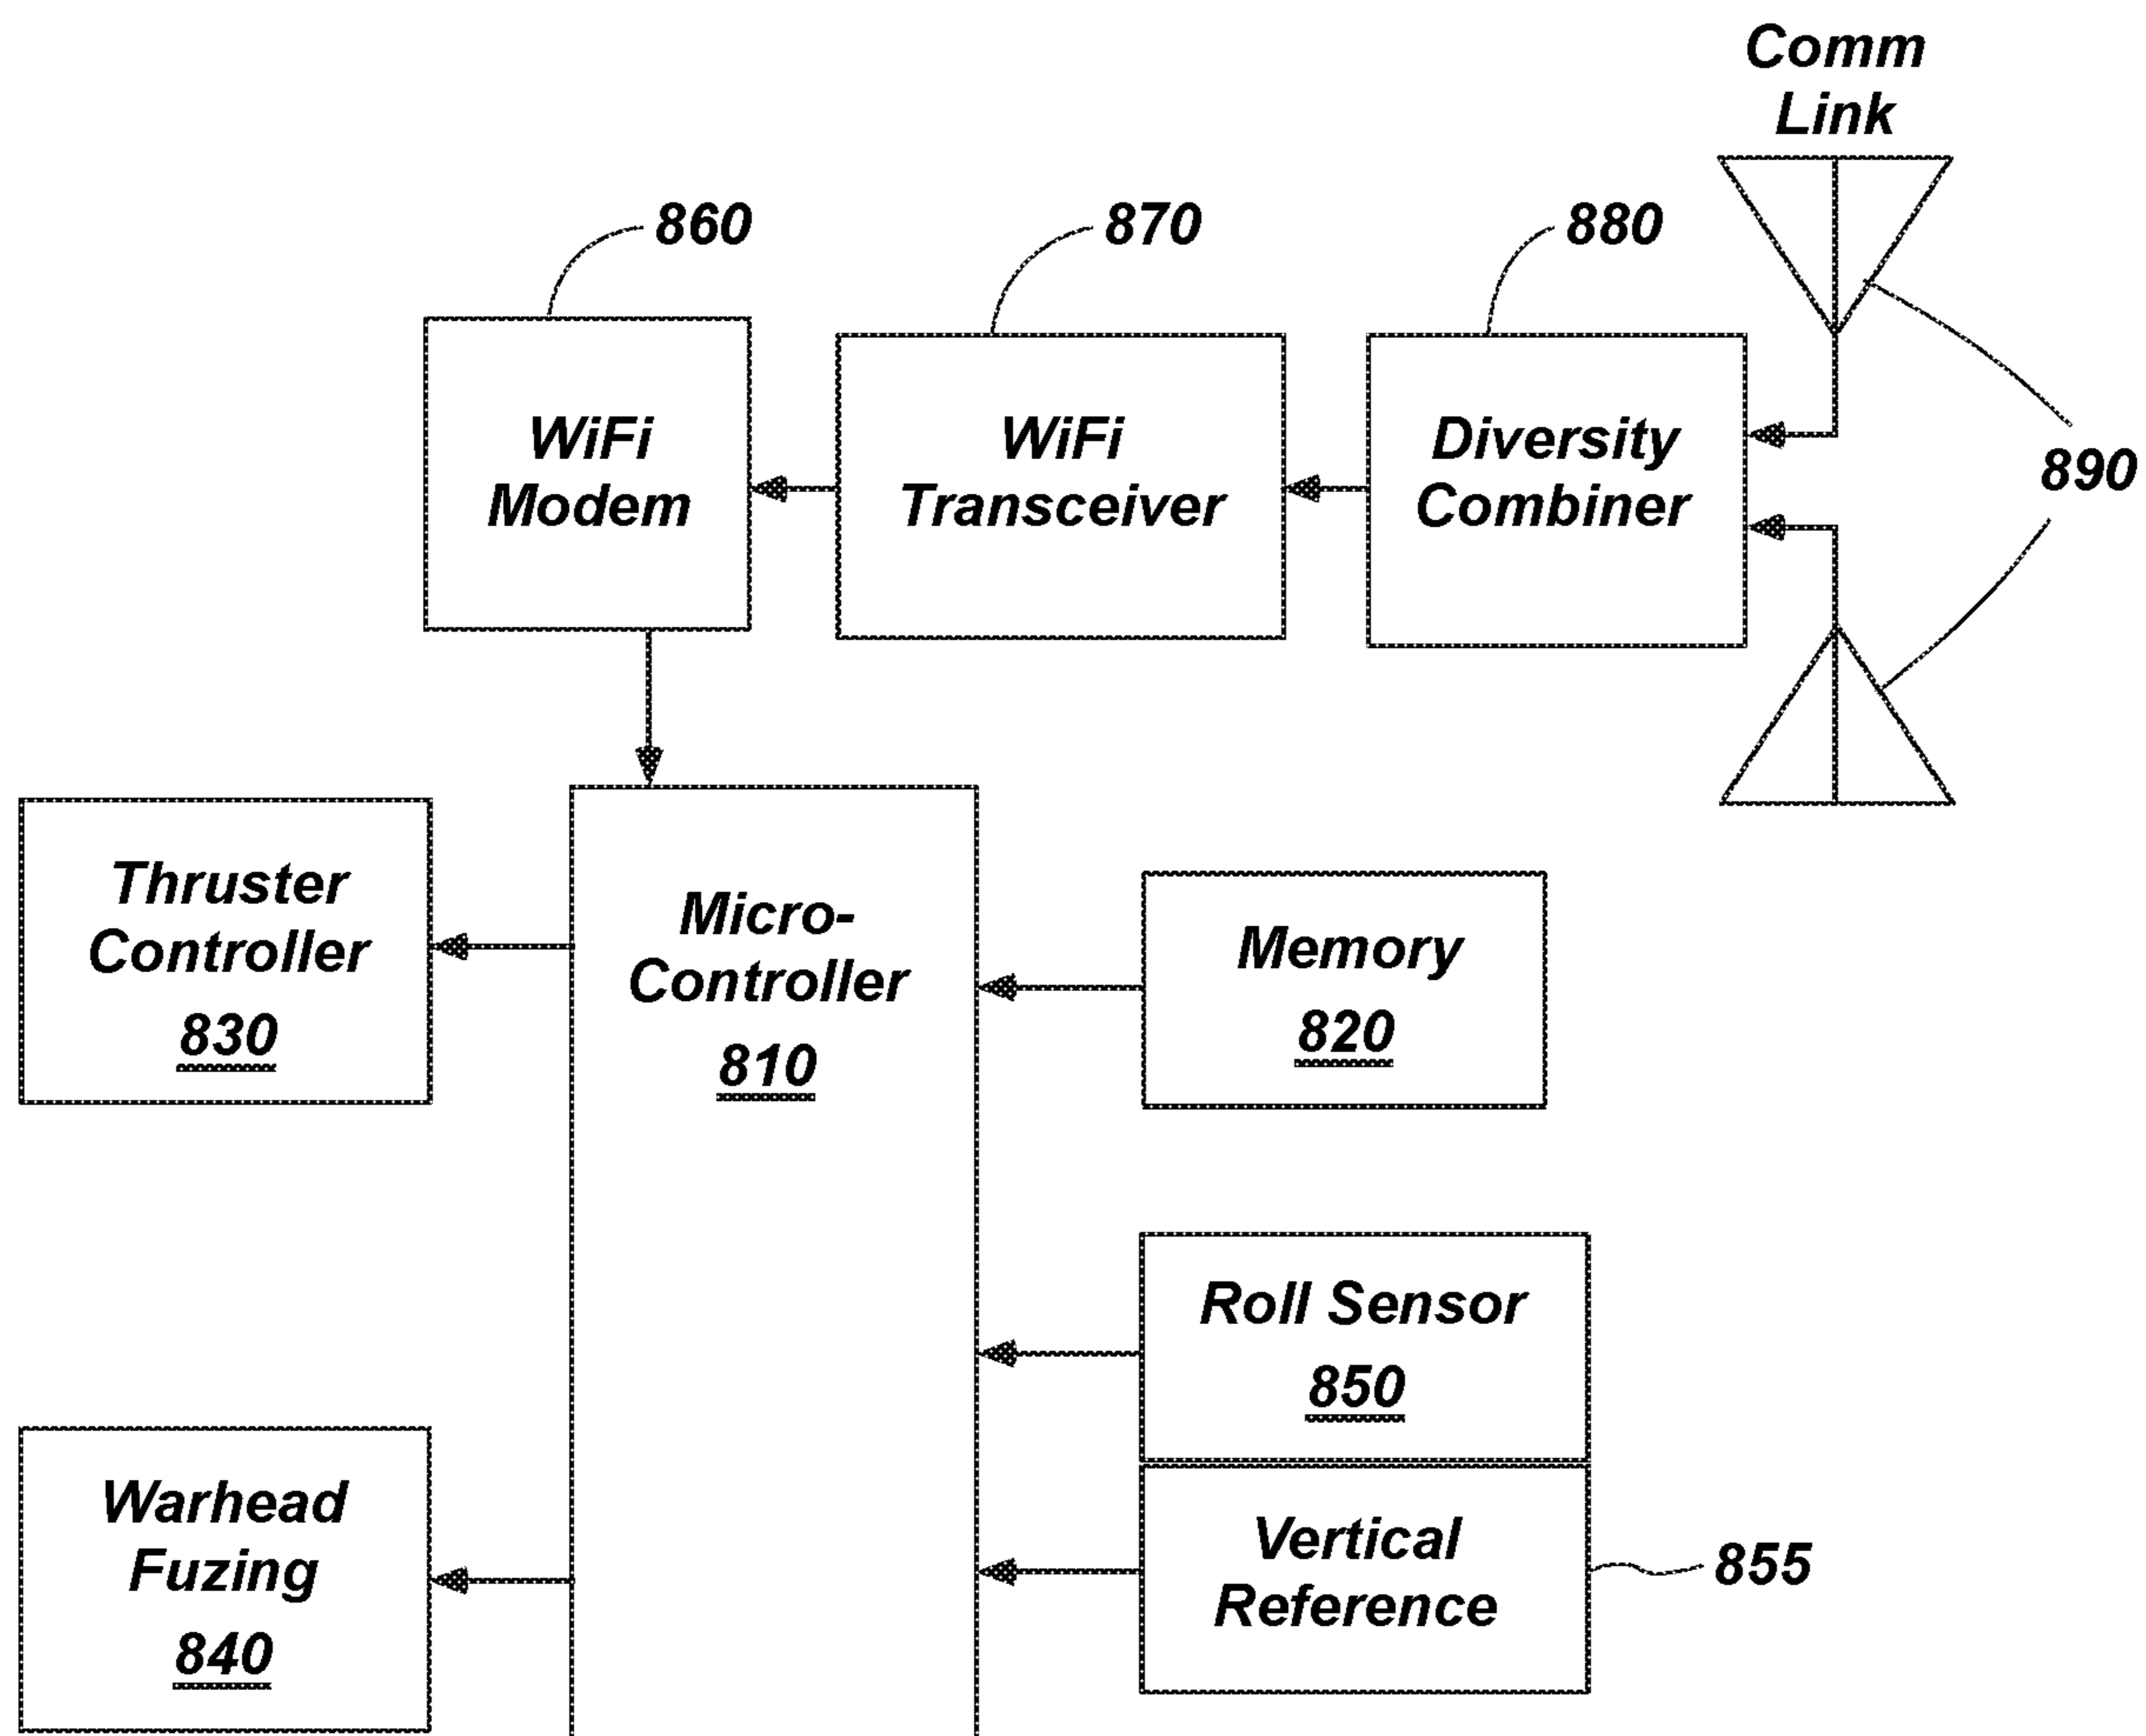 Comm
Link
860
870
880
WiFi
Modem
WiFi
Transceiver
Diversity
Combiner
890
Thruster
Controller
830
Micro-
Controller
810
Memory
820
Roll Sensor
850
Warhead
Fuzing
840
Vertical
Reference
855